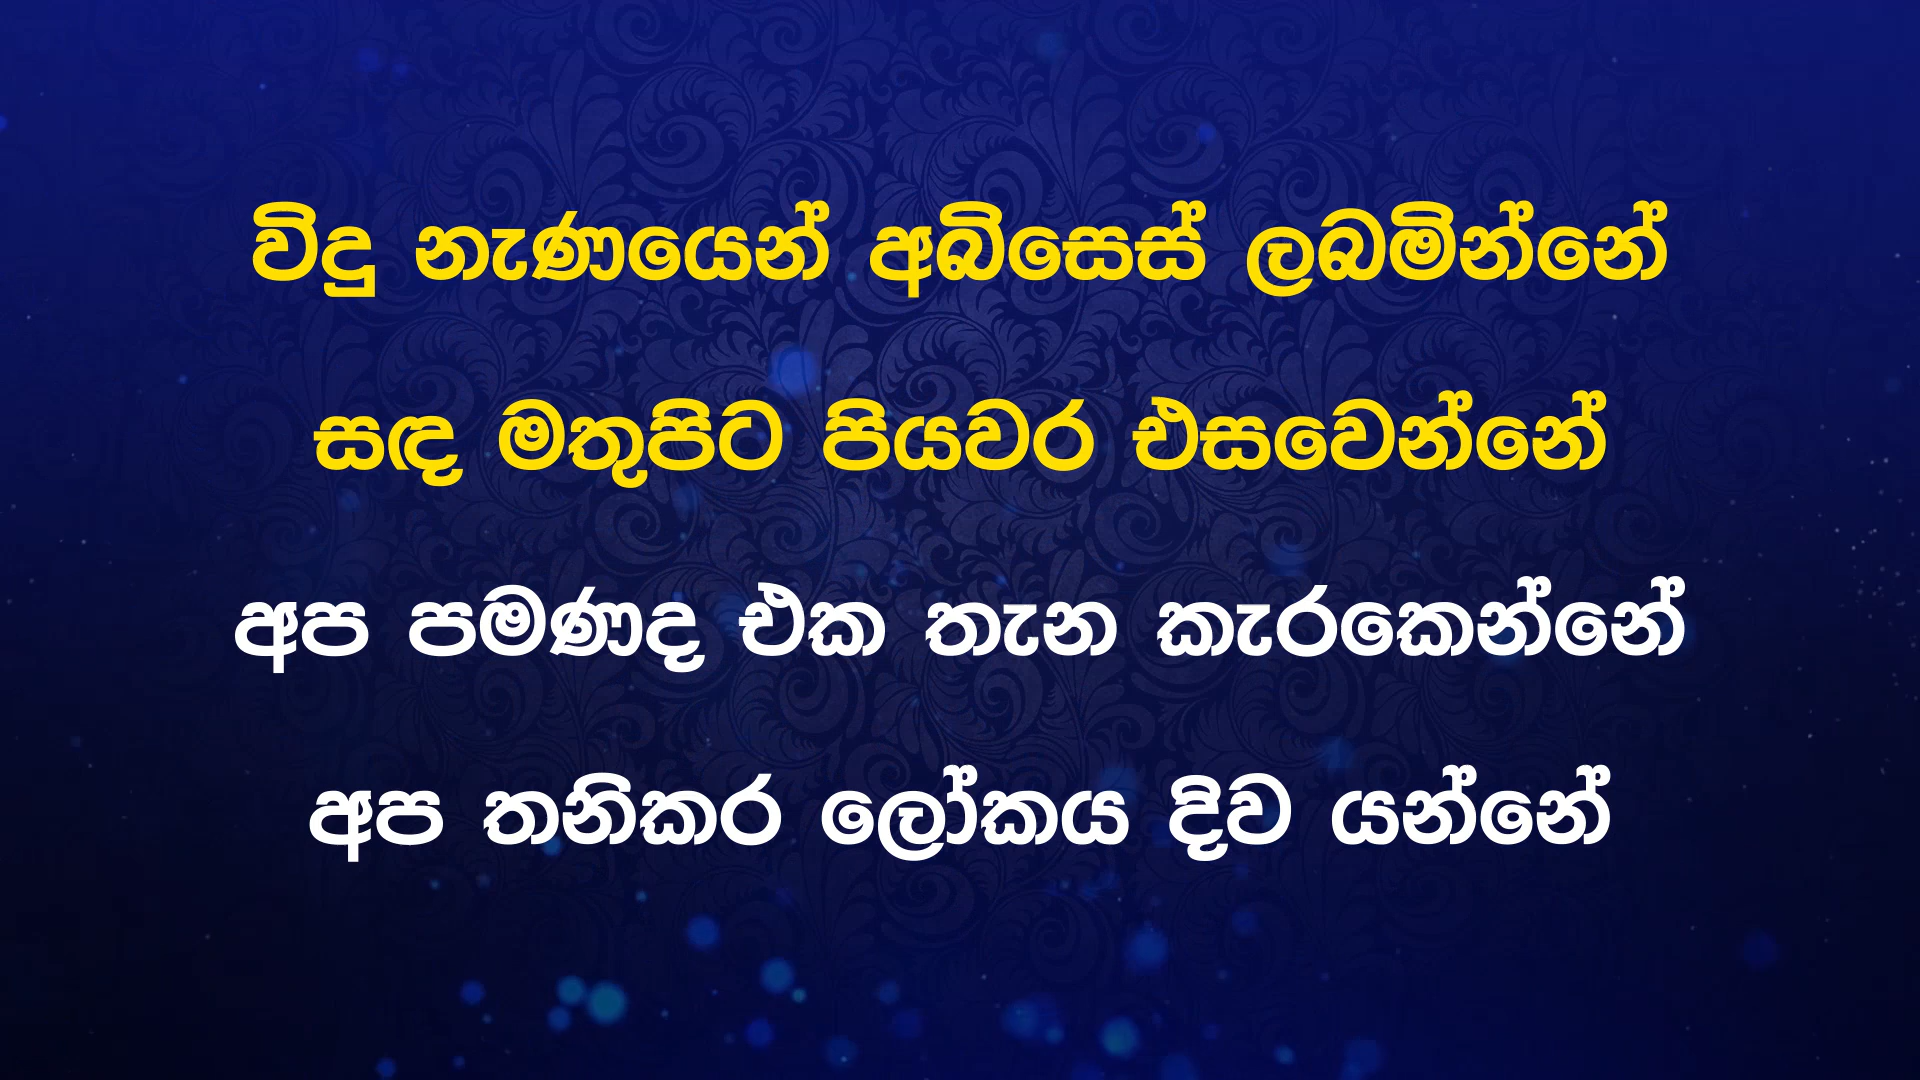 විදු නැණයෙන් අබිසෙස් ලබමින්නේ
සඳ මතුපිට පියවර එසවෙන්නේ
අප පමණද එක තැන කැරකෙන්නේ
අප තනිකර ලෝකය දිව යන්නේ